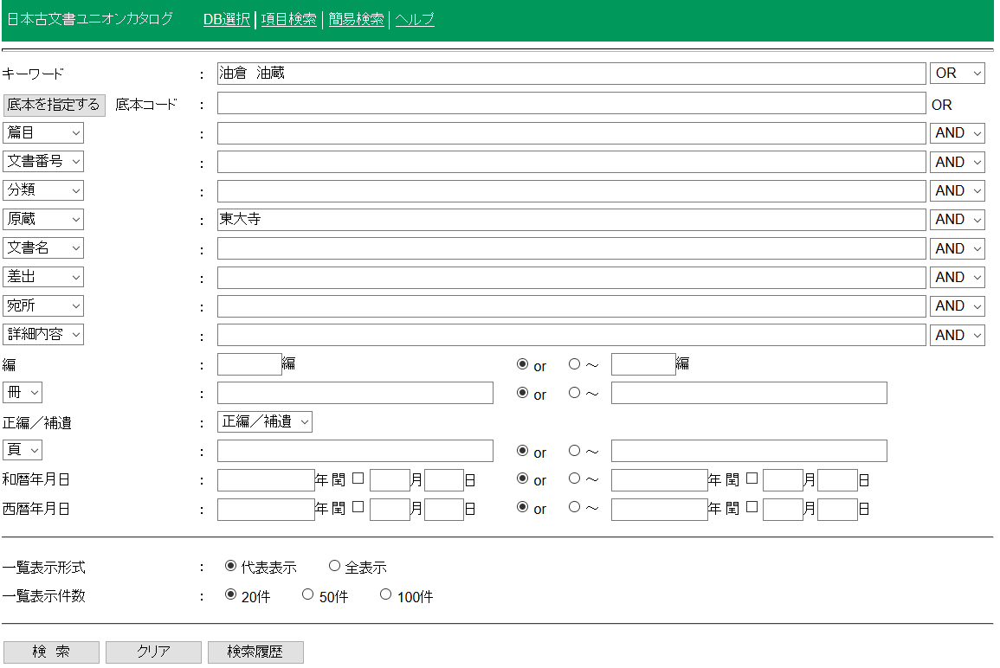 日本古文書ユニオンカタログ DB選択 | 項目検索 | 簡易検索 | ヘルプ
キーワード : 油倉 油蔵 OR
底本を指定する 底本コード : OR
篇目 : AND
文書番号 : AND
分類 : AND
原蔵 : 東大寺 AND
文書名 : AND
差出 : AND
宛所 : AND
詳細内容 : AND
編 : 編 or ～ 編
冊 : or ～
正編／補遺 : 正編／補遺
頁 : or ～
和暦年月日 : 年 閏 月 日 or ～ 年 閏 月 日
西暦年月日 : 年 閏 月 日 or ～ 年 閏 月 日
一覧表示形式 : 代表表示 全表示
一覧表示件数 : 20件 50件 100件
検 索 クリア 検索履歴